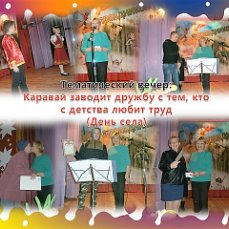 Тематический вечер:
Каравай заводит дружбу с тем, кто
с детства любит труд
(День села)